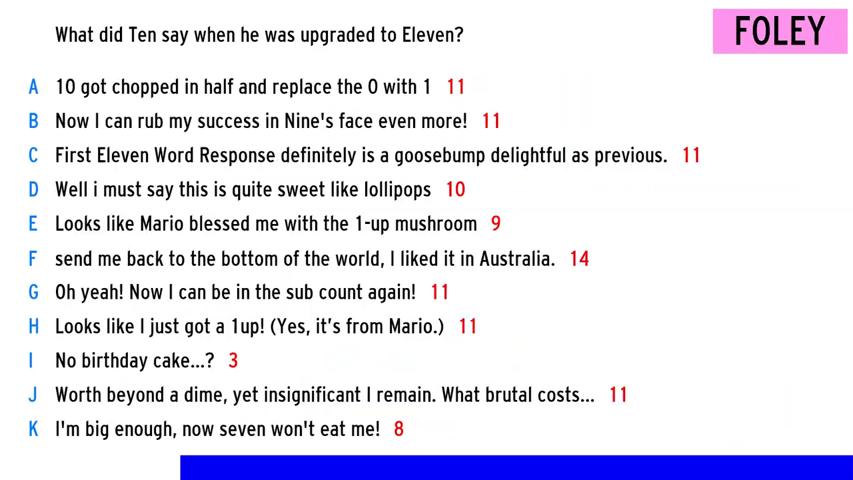 What did Ten say when he was upgraded to Eleven?
FOLEY
A 10 got chopped in half and replace the 0 with 1 11
B Now I can rub my success in Nine's face even more! 11
C First Eleven Word Response definitely is a goosebump delightful as previous. 11
D Well i must say this is quite sweet like lollipops 10
E Looks like Mario blessed me with the 1-up mushroom 9
F send me back to the bottom of the world, I liked it in Australia. 14
G Oh yeah! Now I can be in the sub count again! 11
H Looks like I just got a 1up! (Yes, it’s from Mario.) 11
I No birthday cake...? 3
J Worth beyond a dime, yet insignificant I remain. What brutal costs... 11
K I'm big enough, now seven won't eat me! 8